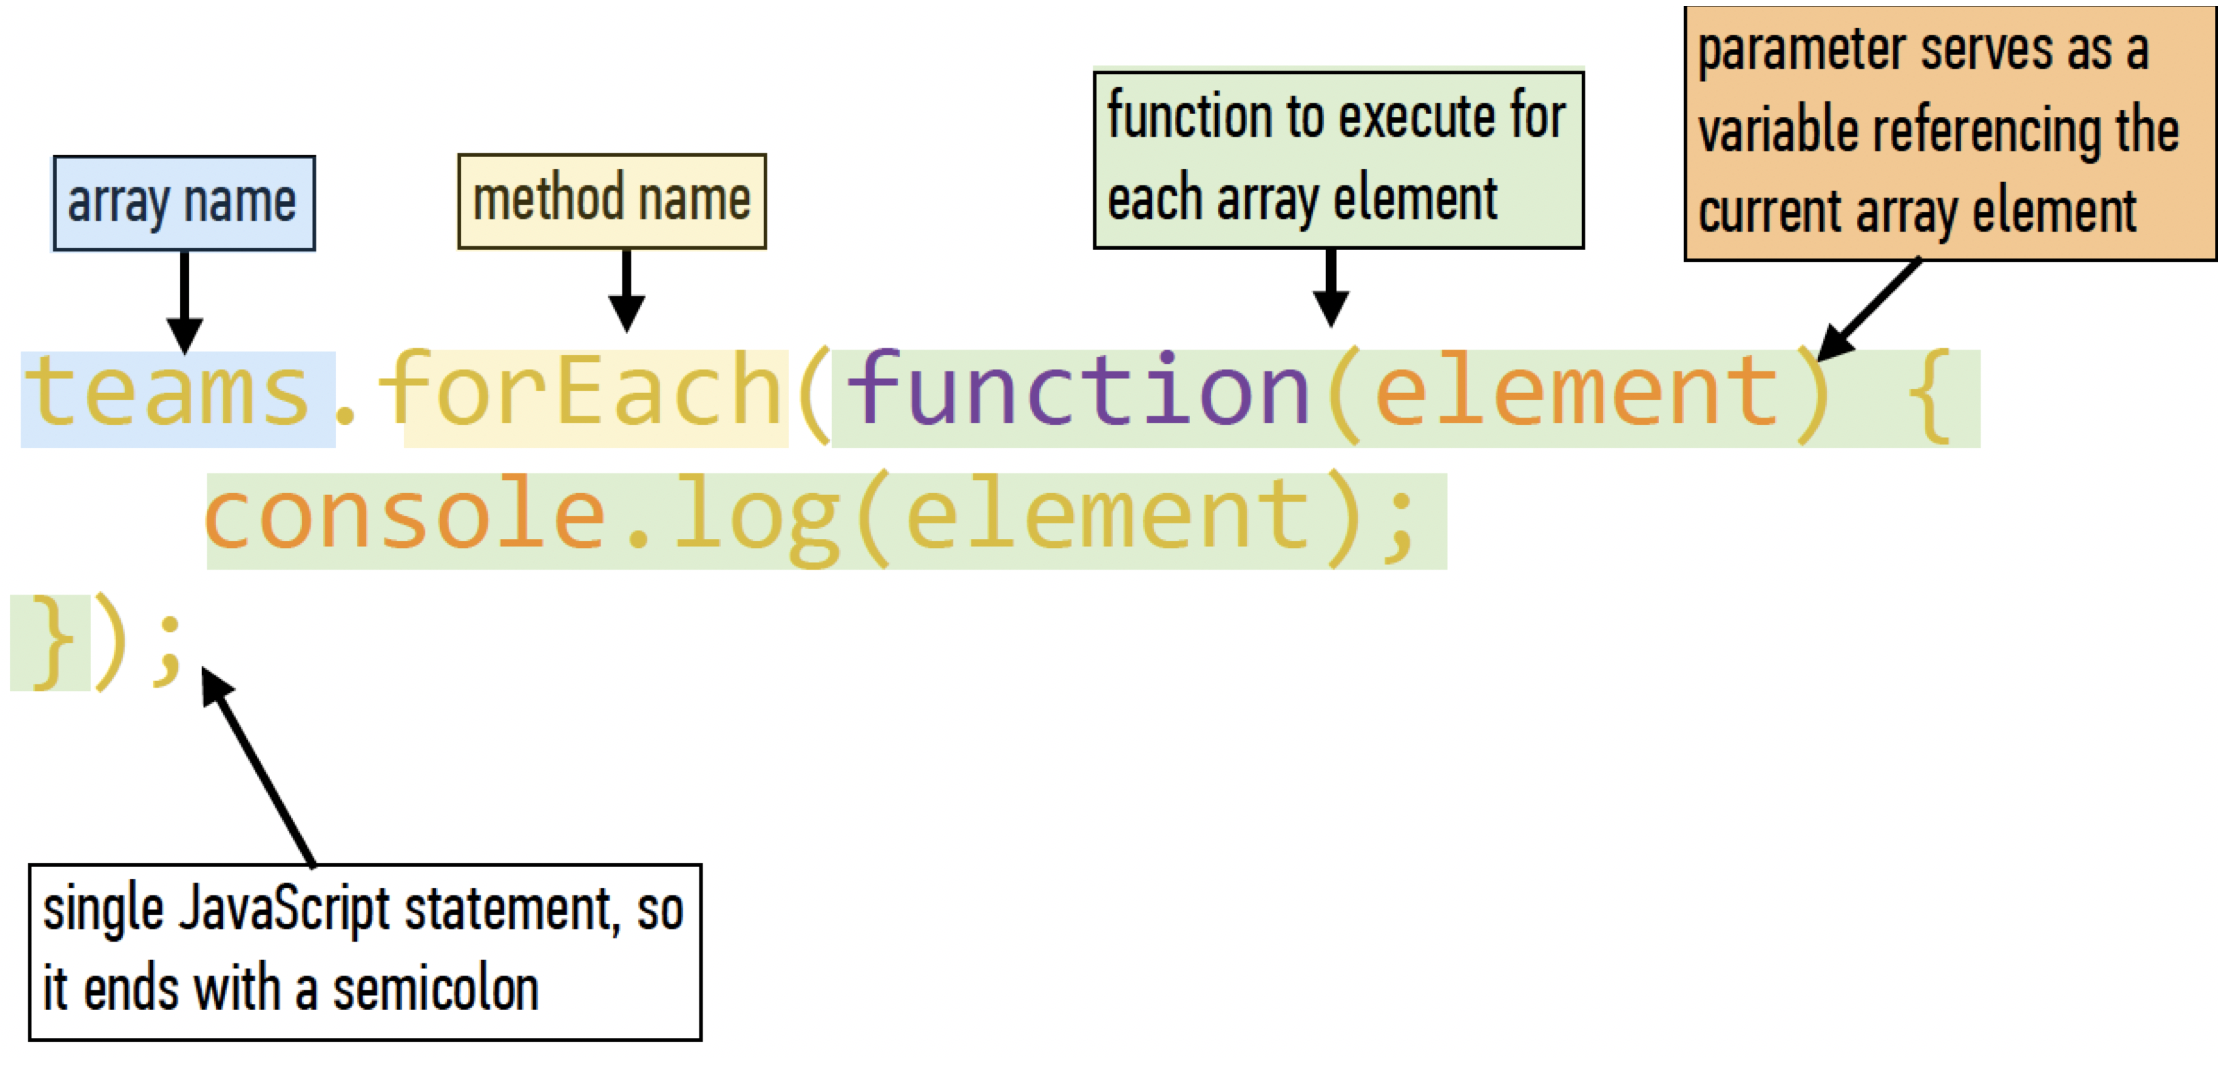 parameter serves as a
variable referencing the
current array element
function to execute for
each array element
array name
method name
teams.forEach(function(element) {
console.log(element);
});
single JavaScript statement, so
it ends with a semicolon